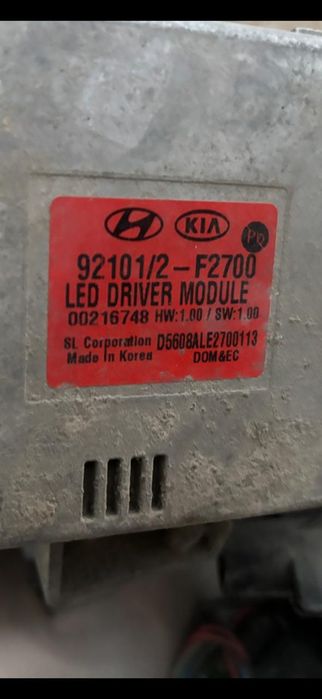 KIA
PD
92101/2-F2700
LED DRIVER MODULE
00216748 HW:1.00 / SW:1.00
SL Corporation D5608ALE2700113
Made In Korea DOM&EC